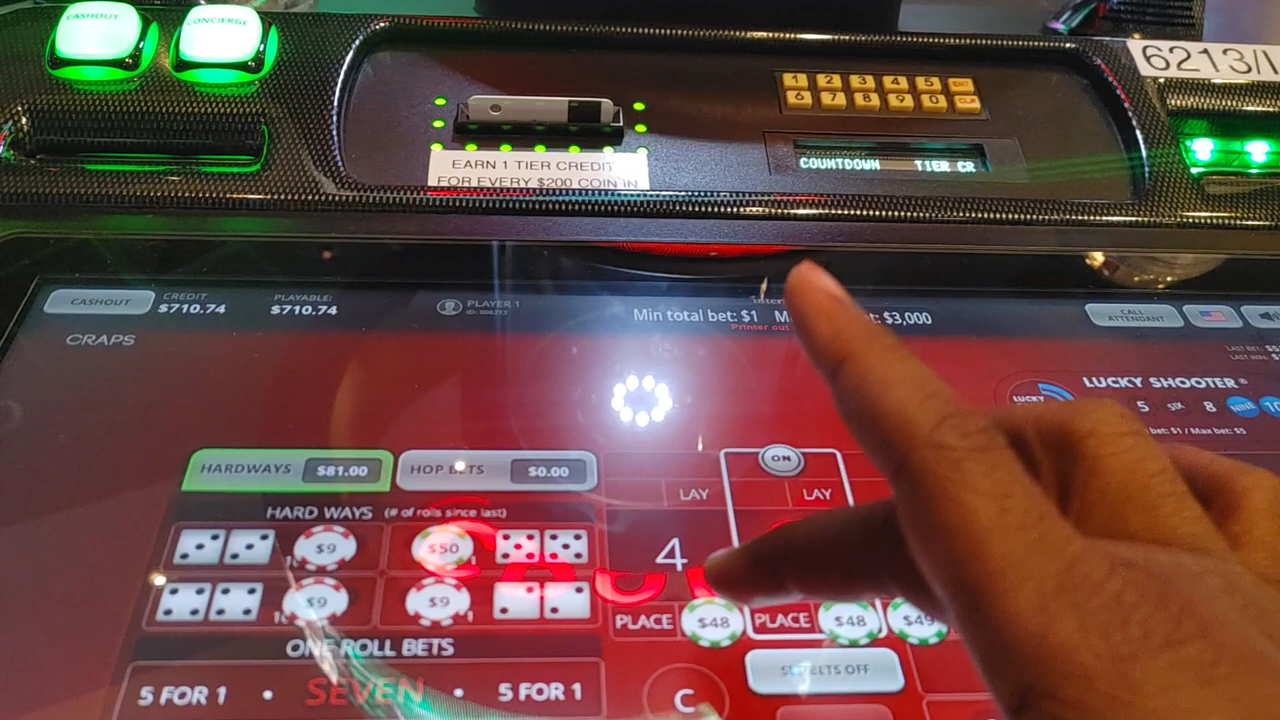 CASHOUT
CONCIERGE
1 2 3 4 5 ENT
6 7 8 9 0 CLR
6213/
EARN 1 TIER CREDIT
FOR EVERY $200 COIN IN
COUNTDOWN TIER CR
CASHOUT
CREDIT
$710.74
PLAYABLE:
$710.74
PLAYER 1
Min total bet: $1
$3,000
Printer out
CALL ATTENDANT
CRAPS
LAST BET:
LAST WIN:
LUCKY SHOOTER®
LUCKY
5 SIX 8 NINE 10
bet: $1 / Max bet: $5
HARDWAYS $81.00
HOP BETS $0.00
ON
LAY
LAY
HARD WAYS (# of rolls since last)
$9
$50
4
$9
$9
PLACE $48
PLACE $48
$49
ONE ROLL BETS
BETS OFF
5 FOR 1 • SEVEN • 5 FOR 1
C